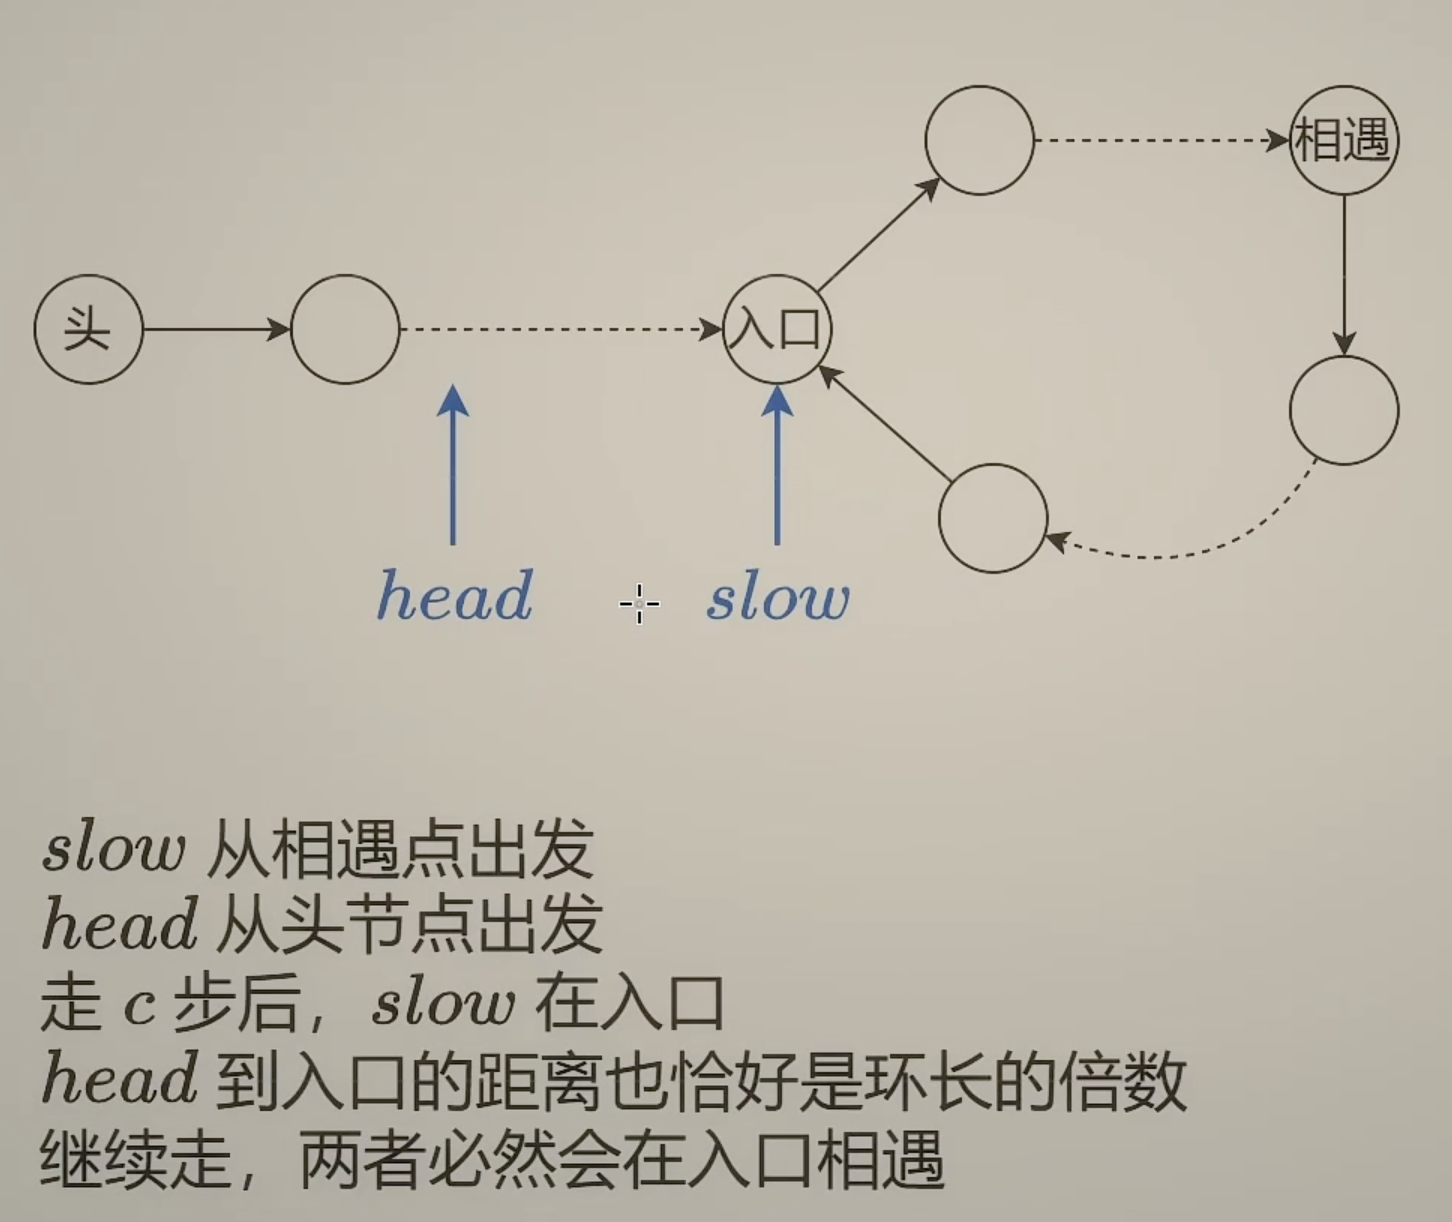 头
入口
相遇
head
slow
slow 从相遇点出发
head 从头节点出发
走 c 步后，slow 在入口
head 到入口的距离也恰好是环长的倍数
继续走，两者必然会在入口相遇